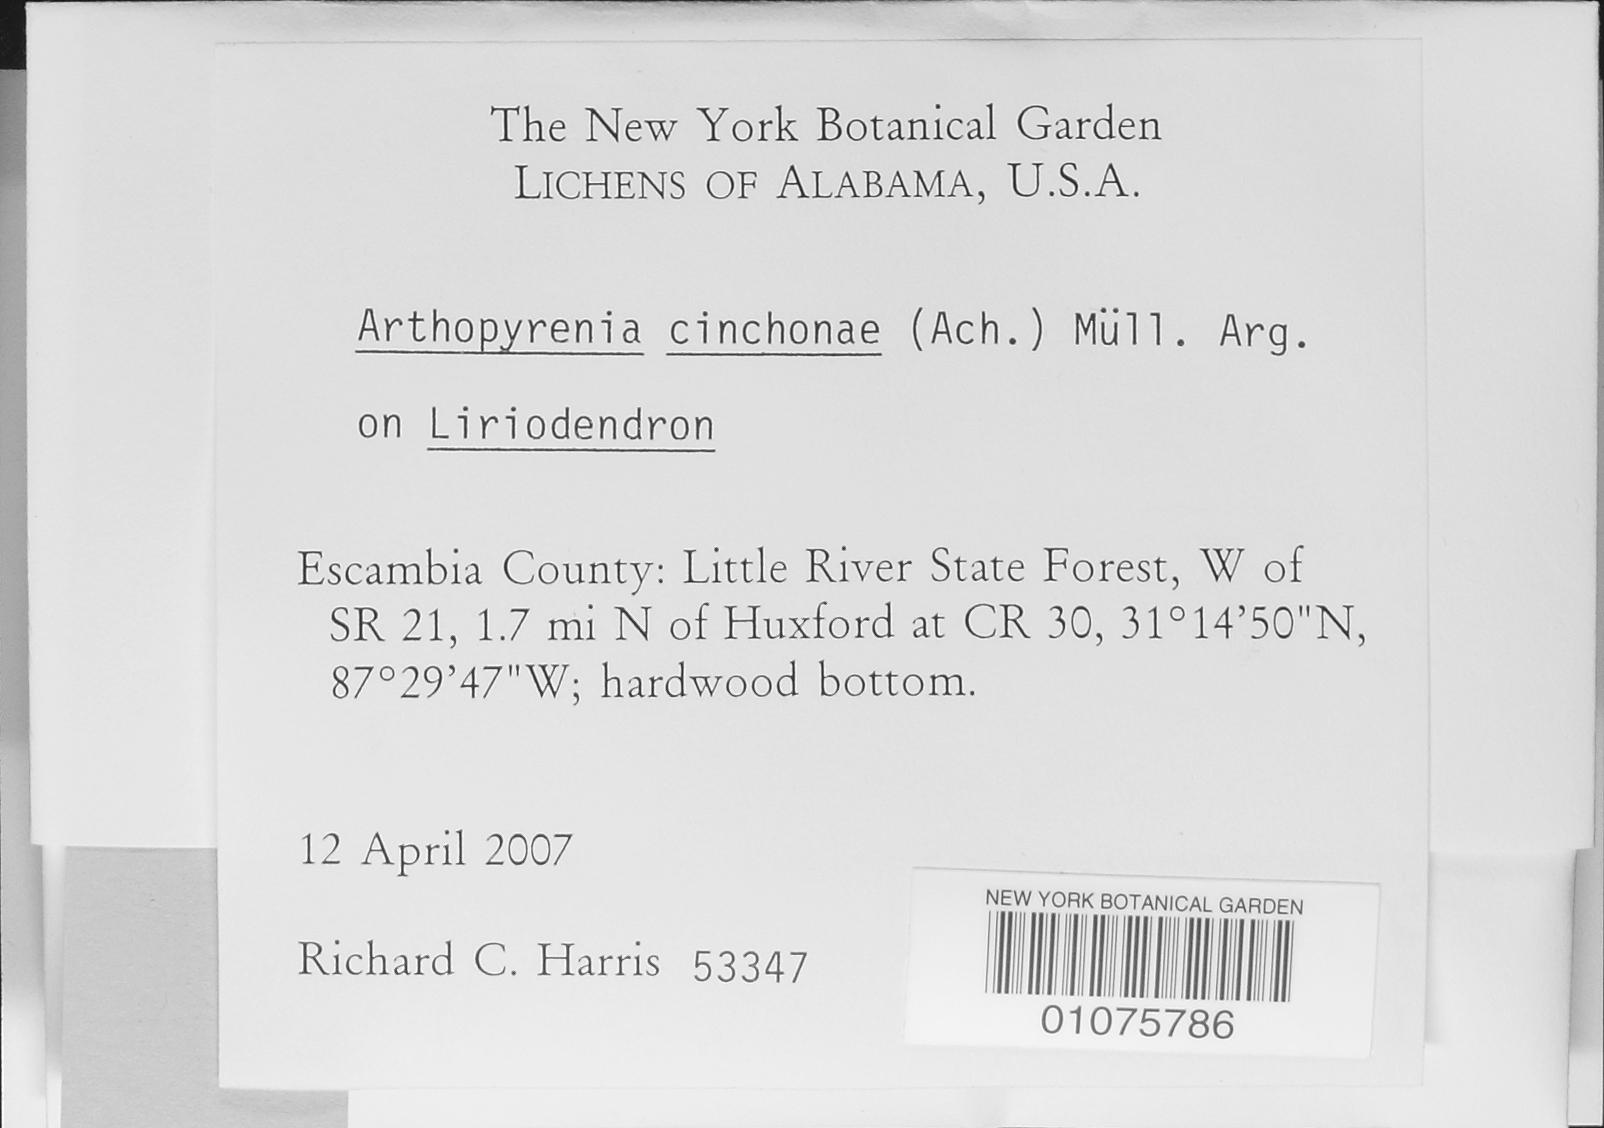 The New York Botanical Garden
LICHENS OF ALABAMA, U.S.A.
Arthopyrenia cinchonae (Ach.) Müll. Arg.
on Liriodendron
Escambia County: Little River State Forest, W of
SR 21, 1.7 mi N of Huxford at CR 30, 31°14'50"N,
87°29'47"W; hardwood bottom.
12 April 2007
Richard C. Harris 53347
NEW YORK BOTANICAL GARDEN
01075786